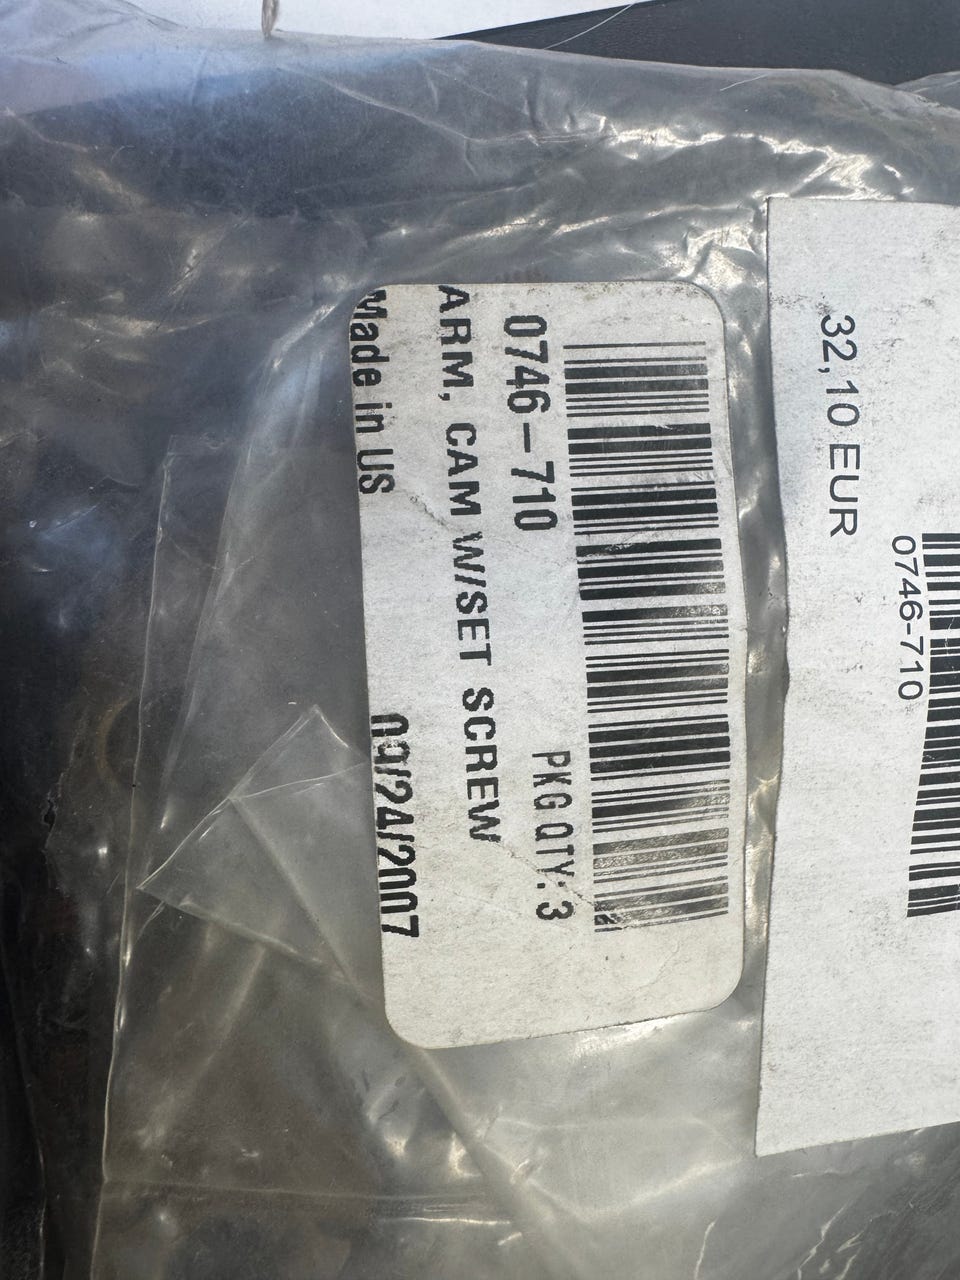 0746-710 PKG QTY: 3
ARM, CAM W/SET SCREW
Made in US 09/24/2007
32,10 EUR
0746-710